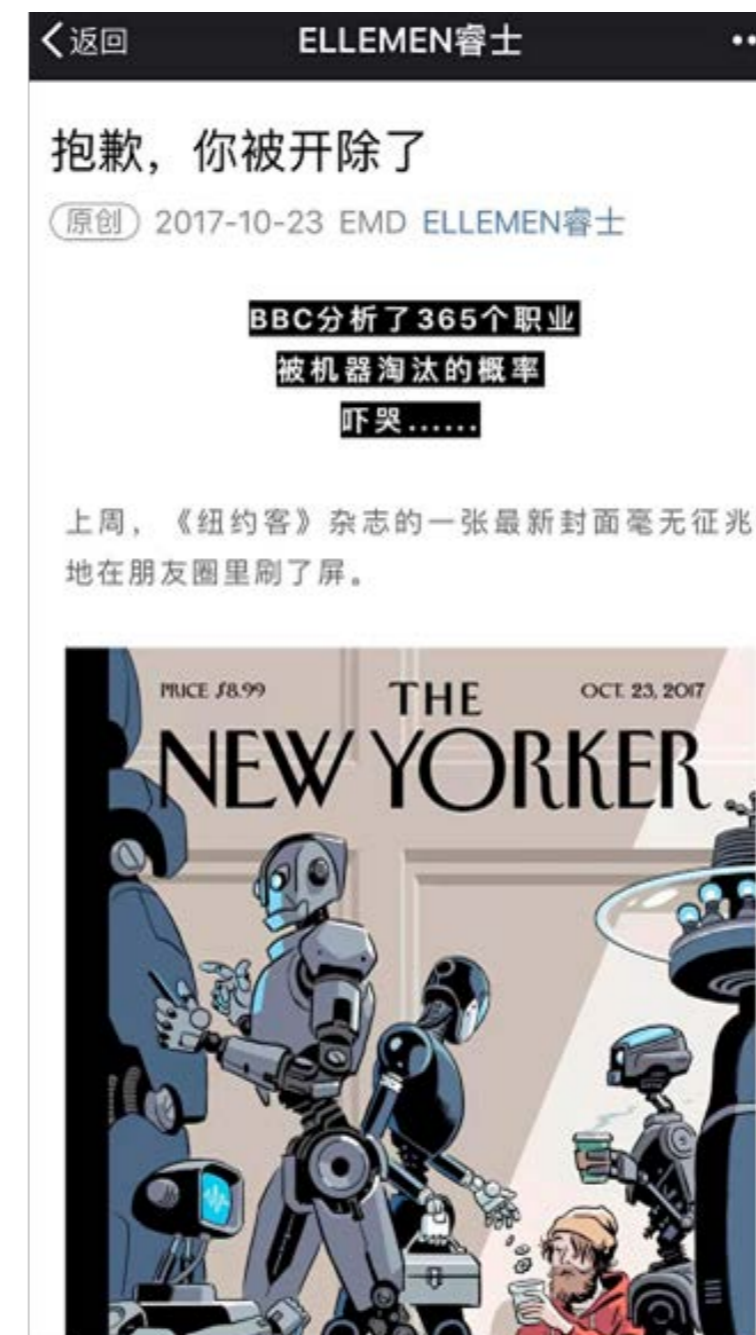 返回 ELLEMEN睿士
抱歉，你被开除了
原创 2017-10-23 EMD ELLEMEN睿士
BBC分析了365个职业
被机器淘汰的概率
吓哭......
上周，《纽约客》杂志的一张最新封面毫无征兆
地在朋友圈里刷了屏。
PRICE $8.99 THE OCT. 23, 2017
NEW YORKER